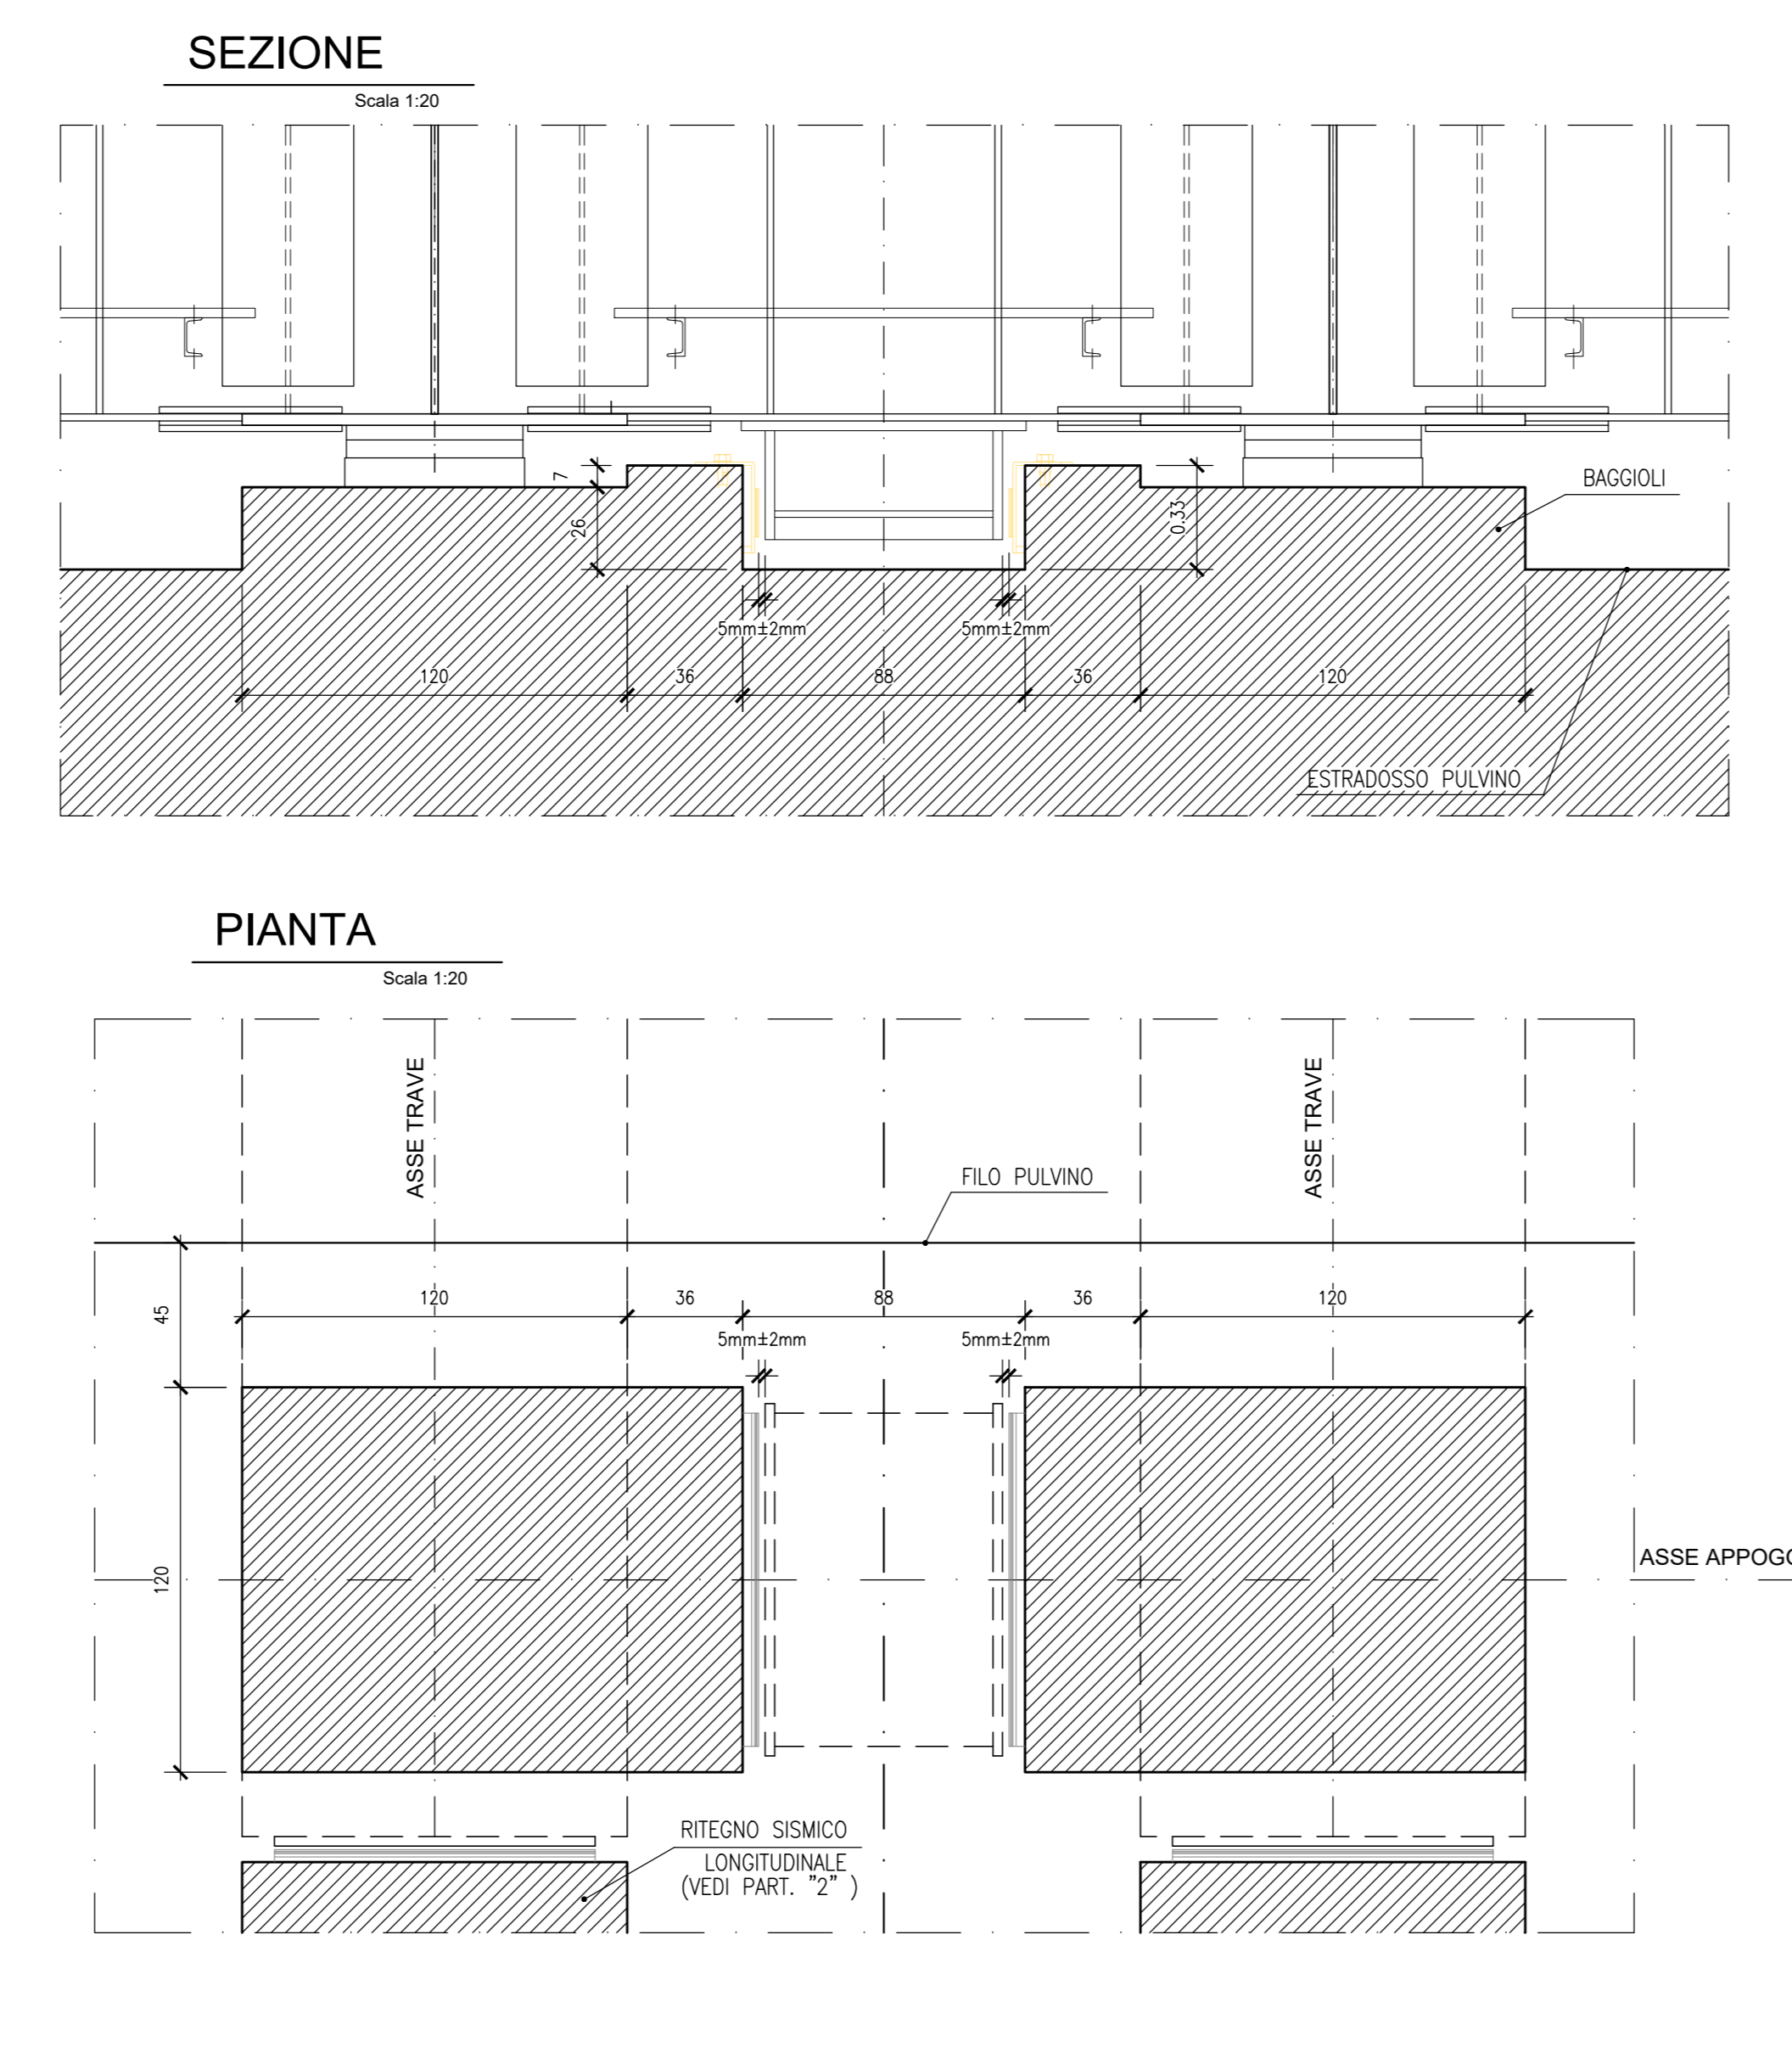 SEZIONE
Scala 1:20
7
26
0.33
BAGGIOLI
5mm±2mm
5mm±2mm
120
36
88
36
120
ESTRADOSSO PULVINO
PIANTA
Scala 1:20
ASSE TRAVE
ASSE TRAVE
FILO PULVINO
45
120
36
88
36
120
5mm±2mm
5mm±2mm
120
ASSE APPOGG
RITEGNO SISMICO
LONGITUDINALE
(VEDI PART. "2" )